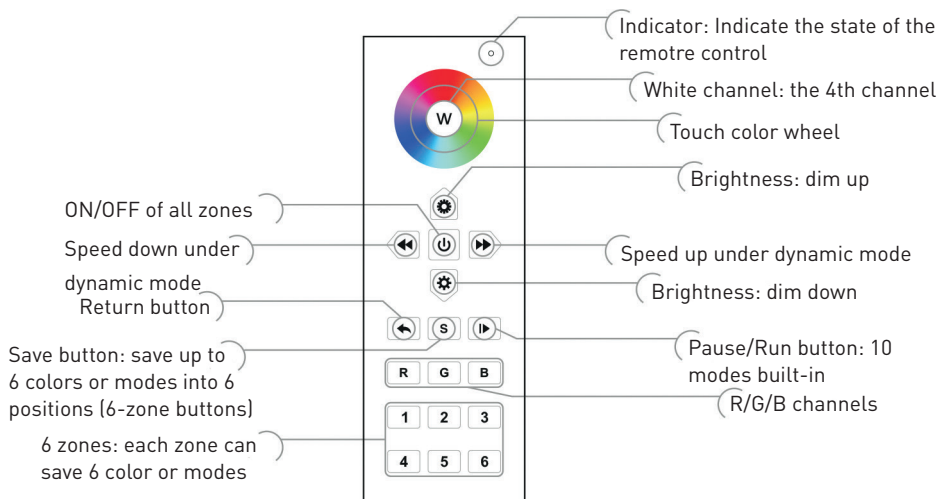 Indicator: Indicate the state of the
remotre control
White channel: the 4th channel
W
Touch color wheel
Brightness: dim up
ON/OFF of all zones
Speed down under
dynamic mode
Speed up under dynamic mode
Brightness: dim down
Return button
S
Save button: save up to
6 colors or modes into 6
positions (6-zone buttons)
Pause/Run button: 10
modes built-in
R G B
R/G/B channels
1 2 3
6 zones: each zone can
save 6 color or modes
4 5 6